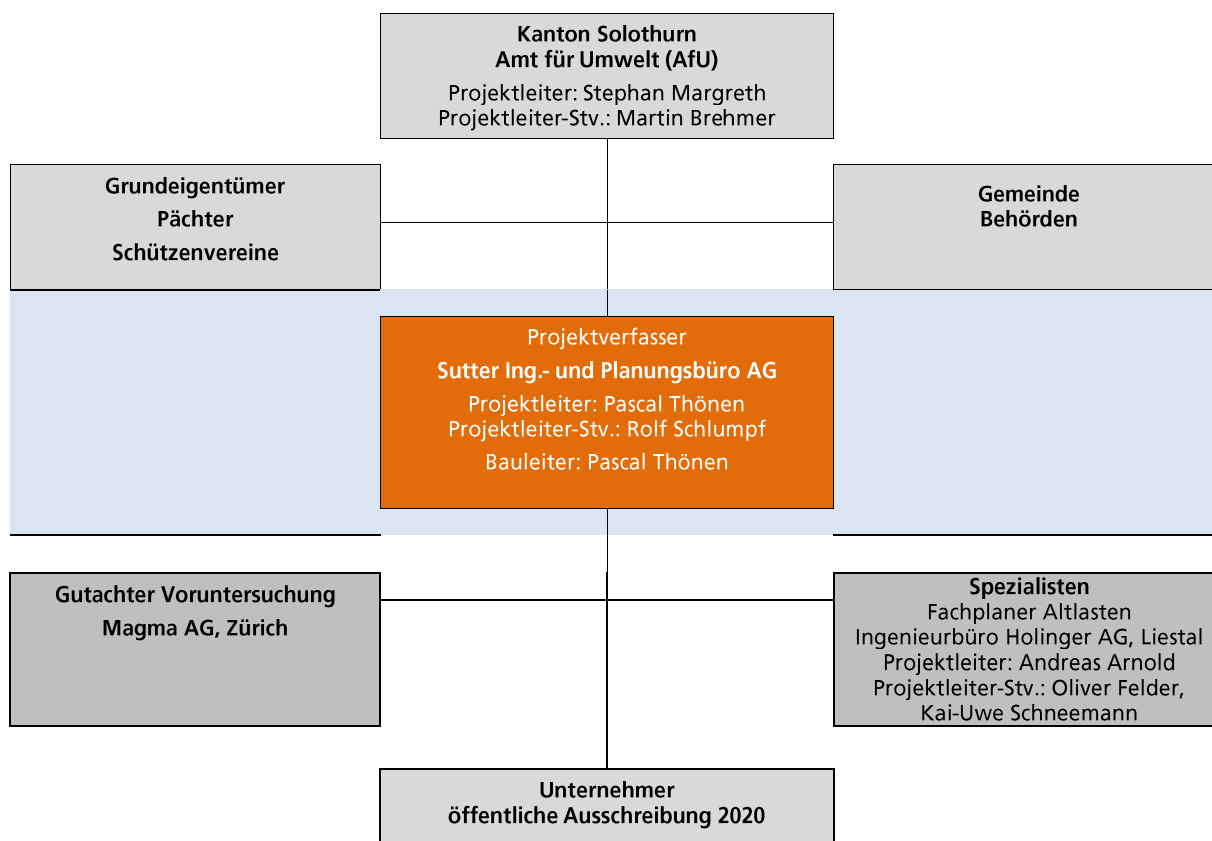 Kanton Solothurn
Amt für Umwelt (AfU)
Projektleiter: Stephan Margreth
Projektleiter-Stv.: Martin Brehmer
Grundeigentümer
Pächter
Schützenvereine
Gemeinde
Behörden
Projektverfasser
Sutter Ing.- und Planungsbüro AG
Projektleiter: Pascal Thönen
Projektleiter-Stv.: Rolf Schlumpf
Bauleiter: Pascal Thönen
Gutachter Voruntersuchung
Magma AG, Zürich
Spezialisten
Fachplaner Altlasten
Ingenieurbüro Holinger AG, Liestal
Projektleiter: Andreas Arnold
Projektleiter-Stv.: Oliver Felder,
Kai-Uwe Schneemann
Unternehmer
öffentliche Ausschreibung 2020